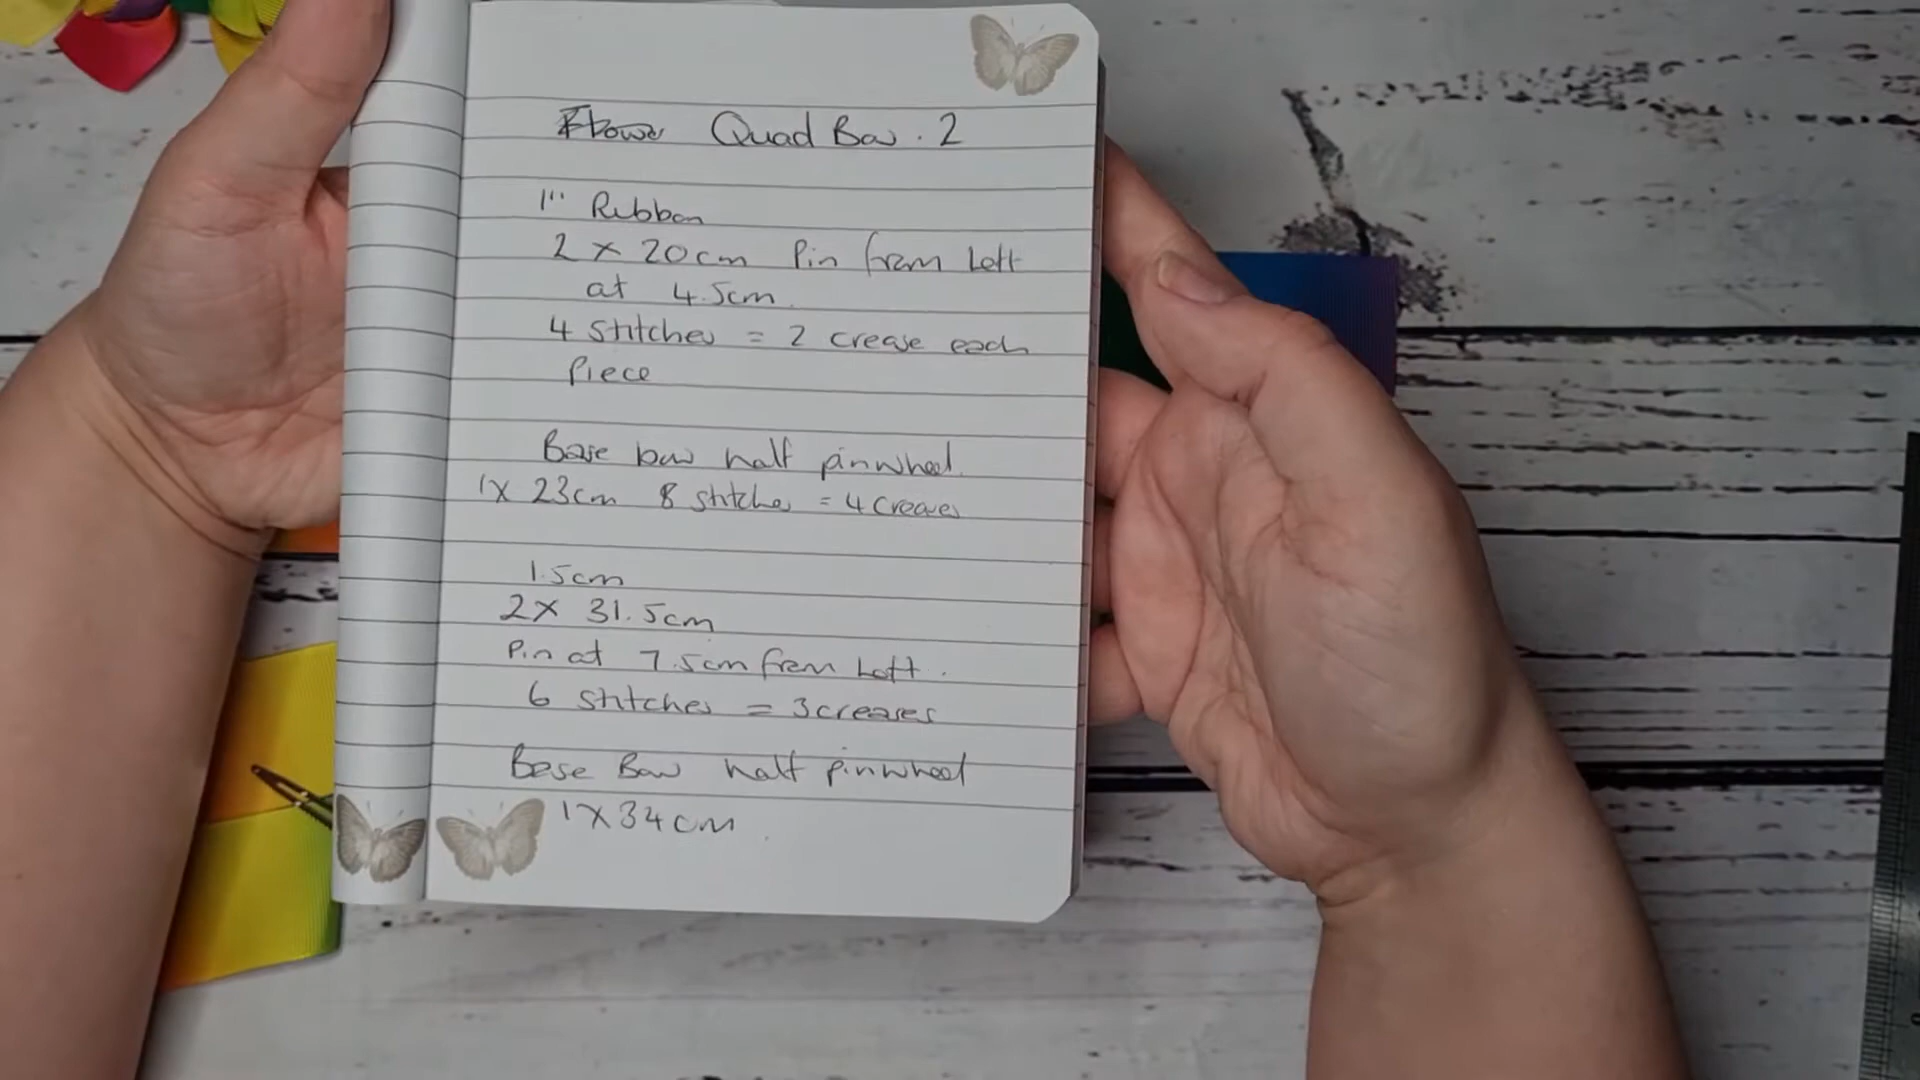 Flower Quad Bow . 2
1" Ribbon
2 x 20cm Pin from Left
at 4.5cm.
4 Stitches = 2 crease each
Piece
Base bow half pinwheel.
1x 23cm 8 stitches = 4 creases
1.5cm
2x 31.5cm
Pin at 7.5cm from Left.
6 Stitches = 3 creases
Base Bow half pinwheel
1x34cm.